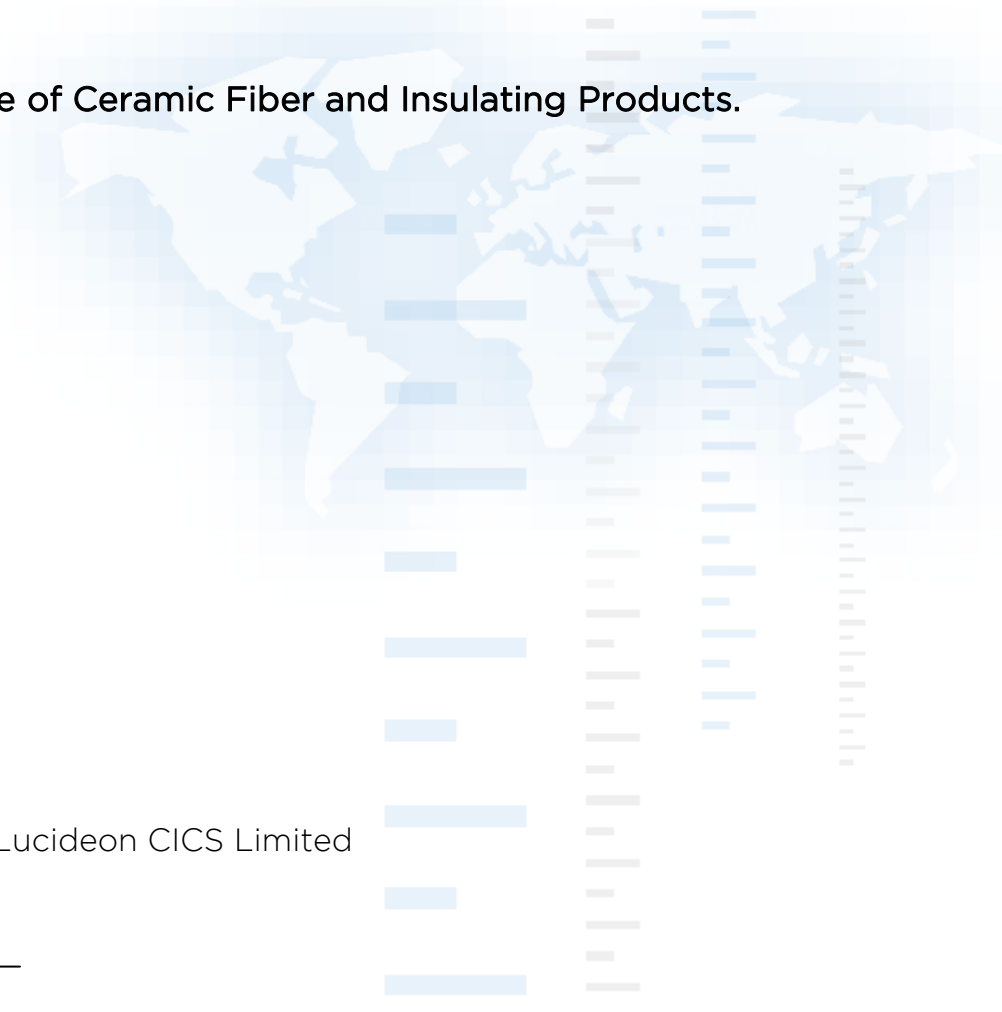 e of Ceramic Fiber and Insulating Products.
Lucideon CICS Limited